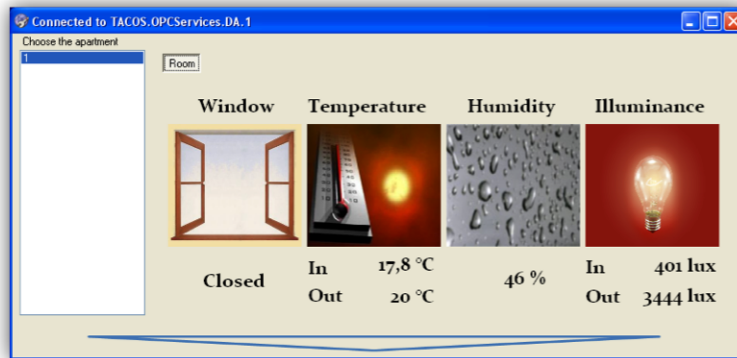 Connected to TACOS.OPCServices.DA.1
Choose the apartment
1
Room
Window Temperature Humidity Illuminance
Closed
In 17,8 °C
Out 20 °C
46 %
In 401 lux
Out 3444 lux